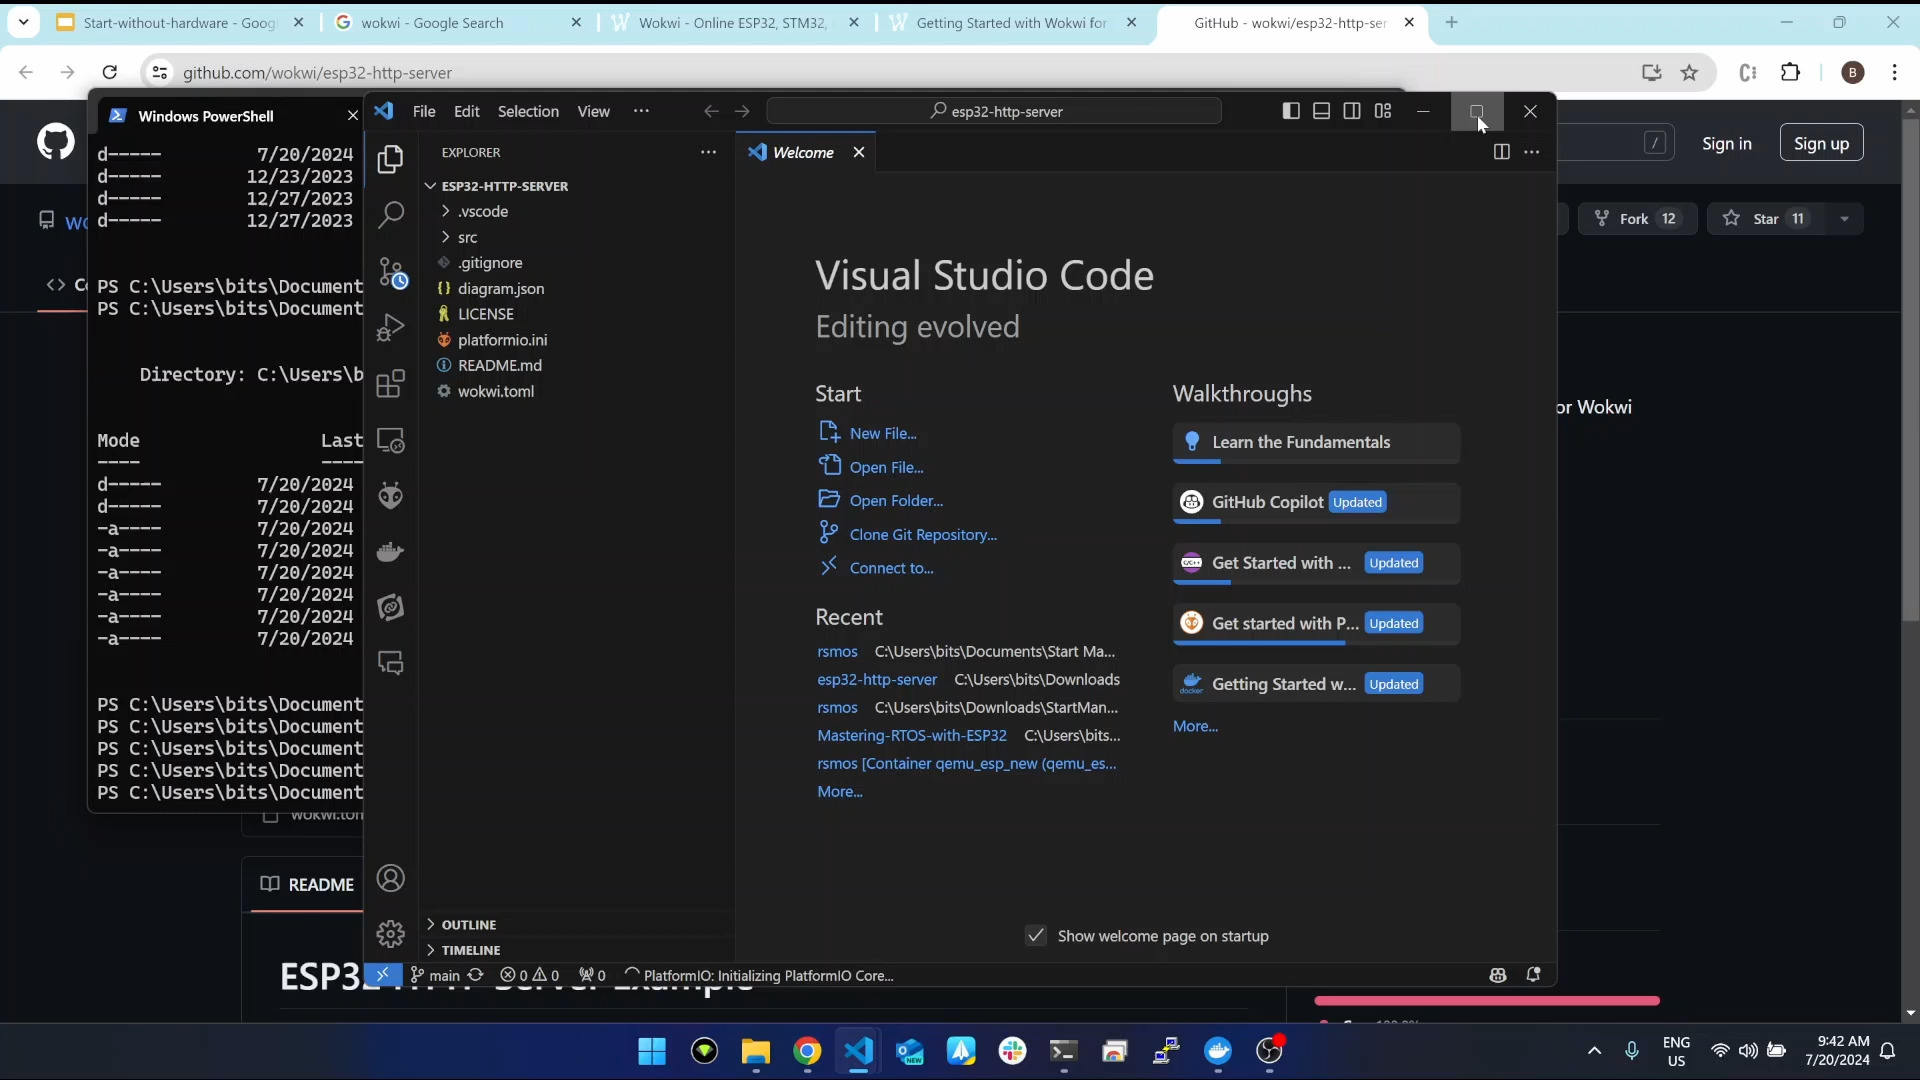 Start-without-hardware - Goog
wokwi - Google Search
Wokwi - Online ESP32, STM32,
Getting Started with Wokwi for
GitHub - wokwi/esp32-http-ser
github.com/wokwi/esp32-http-server
B
Windows PowerShell
File Edit Selection View
esp32-http-server
Sign in
Sign up
d----- 7/20/2024
d----- 12/23/2023
d----- 12/27/2023
d----- 12/27/2023
EXPLORER
Welcome
ESP32-HTTP-SERVER
.vscode
src
.gitignore
diagram.json
LICENSE
platformio.ini
README.md
wokwi.toml
Fork 12
Star 11
PS C:\Users\bits\Document
PS C:\Users\bits\Document
Directory: C:\Users\b
Mode Last
---- ----
d----- 7/20/2024
d----- 7/20/2024
-a---- 7/20/2024
-a---- 7/20/2024
-a---- 7/20/2024
-a---- 7/20/2024
-a---- 7/20/2024
-a---- 7/20/2024
PS C:\Users\bits\Document
PS C:\Users\bits\Document
PS C:\Users\bits\Document
PS C:\Users\bits\Document
PS C:\Users\bits\Document
Visual Studio Code
Editing evolved
Start
New File...
Open File...
Open Folder...
Clone Git Repository...
Connect to...
Recent
rsmos C:\Users\bits\Documents\Start Ma...
esp32-http-server C:\Users\bits\Downloads
rsmos C:\Users\bits\Downloads\StartMan...
Mastering-RTOS-with-ESP32 C:\Users\bits...
rsmos [Container qemu_esp_new (qemu_es...
More...
Walkthroughs
Learn the Fundamentals
GitHub Copilot Updated
Get Started with ... Updated
Get started with P... Updated
Getting Started w... Updated
More...
or Wokwi
README
OUTLINE
TIMELINE
Show welcome page on startup
main 0 0 0 PlatformIO: Initializing PlatformIO Core...
ENG
US
9:42 AM
7/20/2024